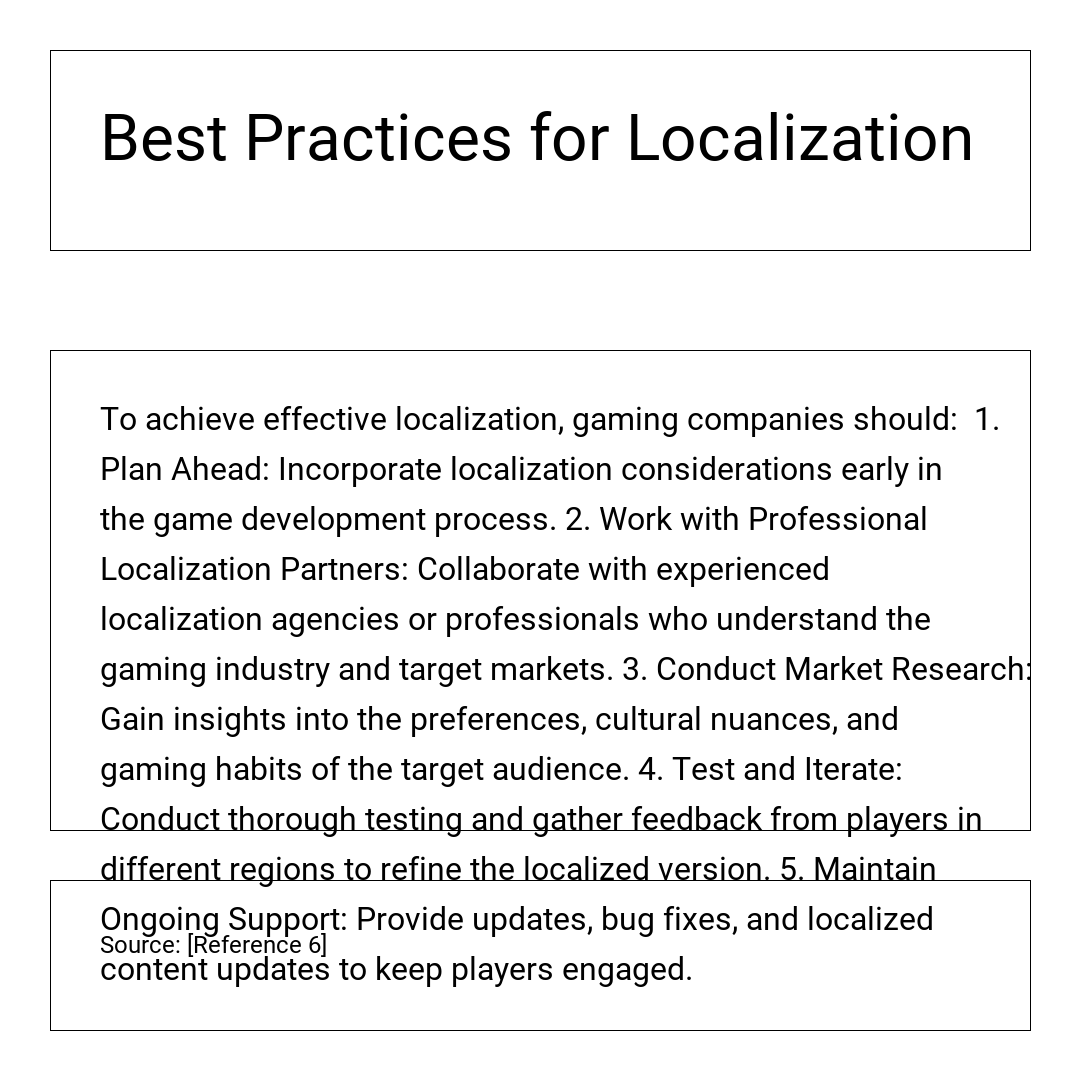 Best Practices for Localization
To achieve effective localization, gaming companies should:  1.
Plan Ahead: Incorporate localization considerations early in
the game development process. 2. Work with Professional
Localization Partners: Collaborate with experienced
localization agencies or professionals who understand the
gaming industry and target markets. 3. Conduct Market Research:
Gain insights into the preferences, cultural nuances, and
gaming habits of the target audience. 4. Test and Iterate:
Conduct thorough testing and gather feedback from players in
different regions to refine the localized version. 5. Maintain
Ongoing Support: Provide updates, bug fixes, and localized
Source: [Reference 6]
content updates to keep players engaged.